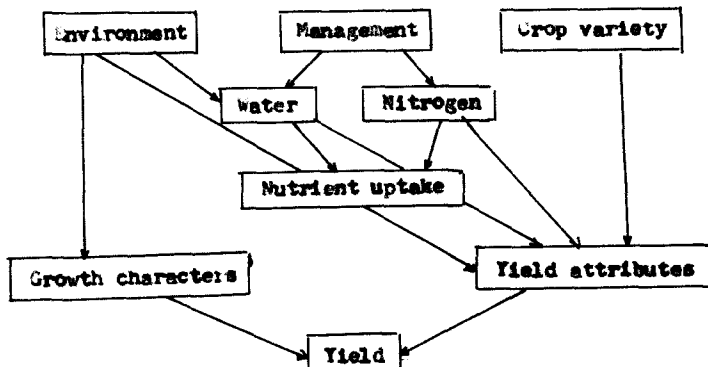 Environment
Management
Crop variety
Water
Nitrogen
Nutrient uptake
Growth characters
Yield attributes
Yield